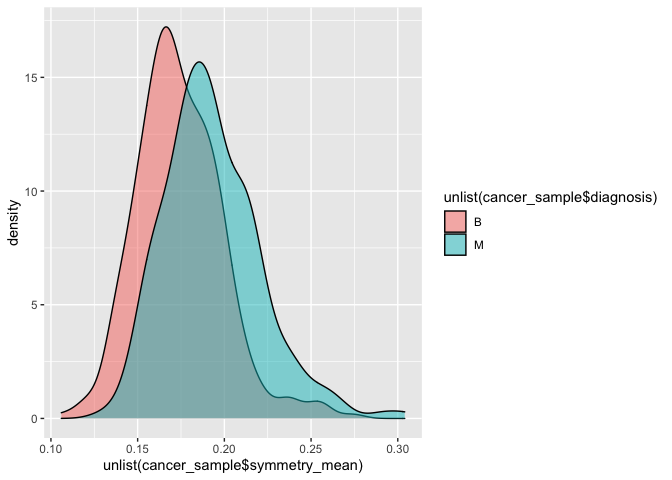 density
15
10
5
0
0.10 0.15 0.20 0.25 0.30
unlist(cancer_sample$symmetry_mean)
unlist(cancer_sample$diagnosis)
B
M